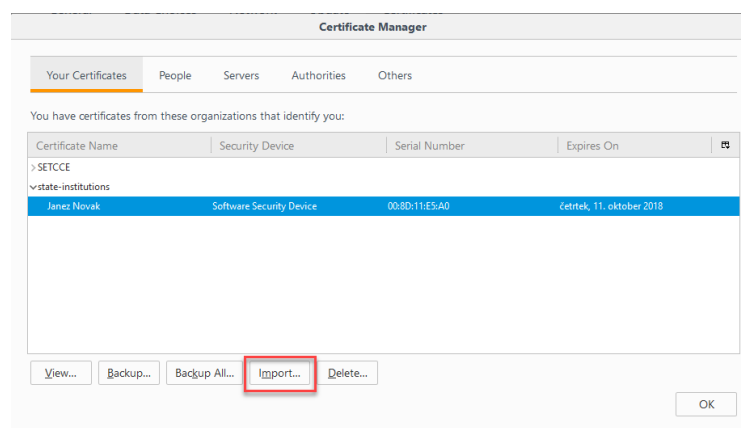 Certificate Manager
Your Certificates People Servers Authorities Others
You have certificates from these organizations that identify you:
Certificate Name Security Device Serial Number Expires On
SETCCE
state-institutions
Janez Novak Software Security Device 00:8D:11:E5:A0 četrtek, 11. oktober 2018
View... Backup... Backup All... Import... Delete...
OK